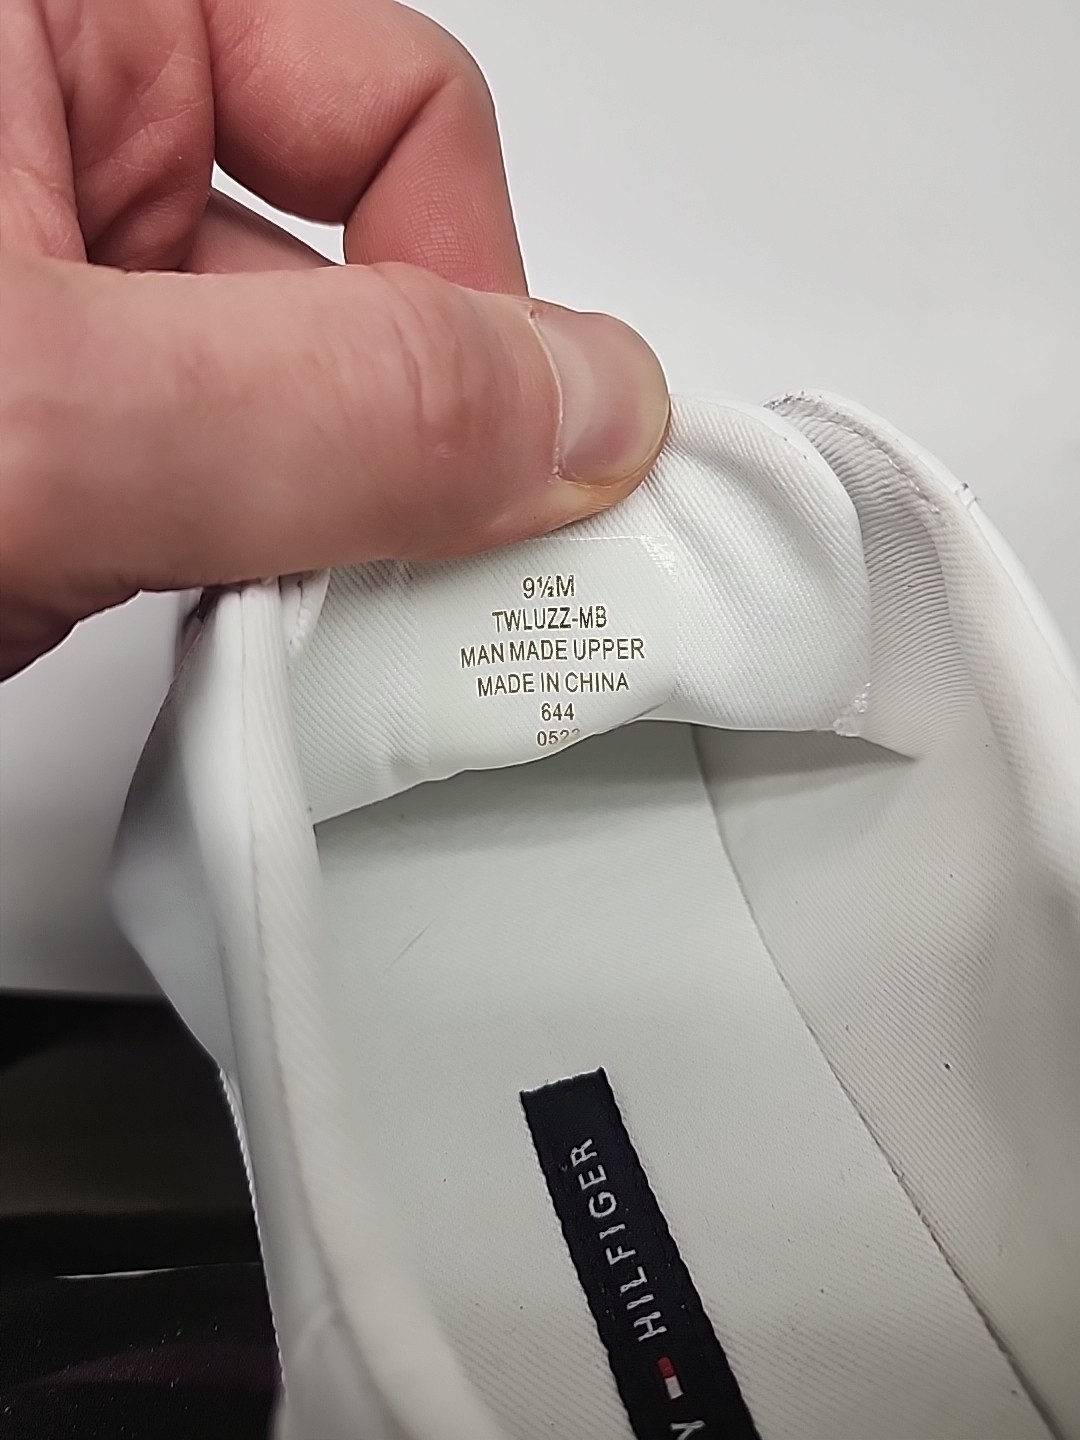 9½M
TWLUZZ-MB
MAN MADE UPPER
MADE IN CHINA
644
HILFIGER